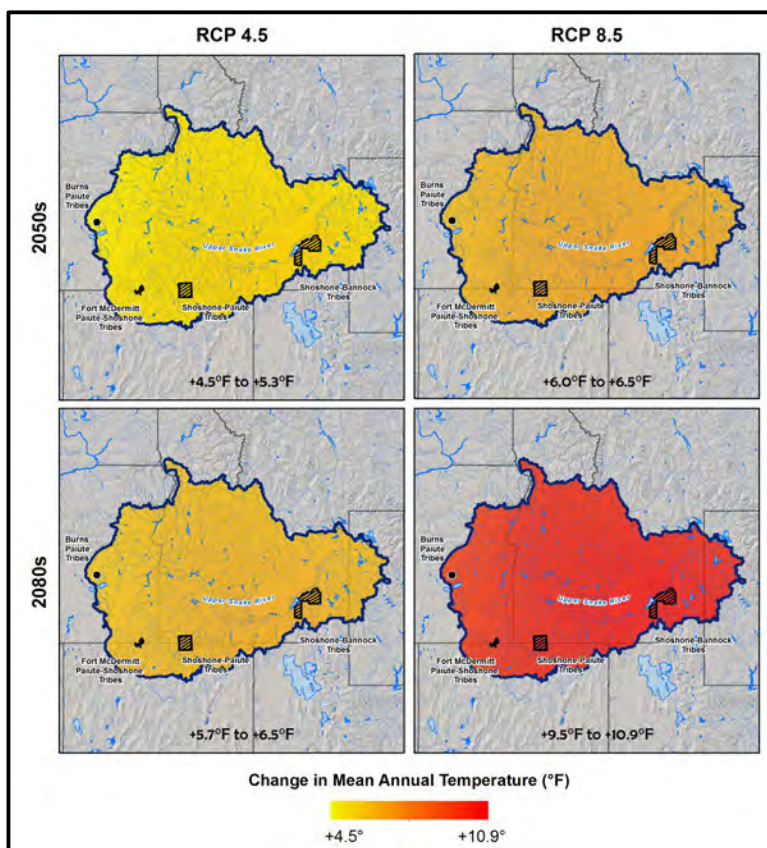 RCP 4.5
RCP 8.5
2050s
Burns
Paiute
Tribes
Upper Snake River
Fort McDermitt
Paiute-Shoshone
Tribes
Shoshone-Paiute
Tribes
Shoshone-Bannock
Tribes
+4.5°F to +5.3°F
Burns
Paiute
Tribes
Upper Snake River
Fort McDermitt
Paiute-Shoshone
Tribes
Shoshone-Paiute
Tribes
Shoshone-Bannock
Tribes
+6.0°F to +6.5°F
2080s
Burns
Paiute
Tribes
Upper Snake River
Fort McDermitt
Paiute-Shoshone
Tribes
Shoshone-Paiute
Tribes
Shoshone-Bannock
Tribes
+5.7°F to +6.5°F
Burns
Paiute
Tribes
Upper Snake River
Fort McDermitt
Paiute-Shoshone
Tribes
Shoshone-Paiute
Tribes
Shoshone-Bannock
Tribes
+9.5°F to +10.9°F
Change in Mean Annual Temperature (°F)
+4.5°
+10.9°